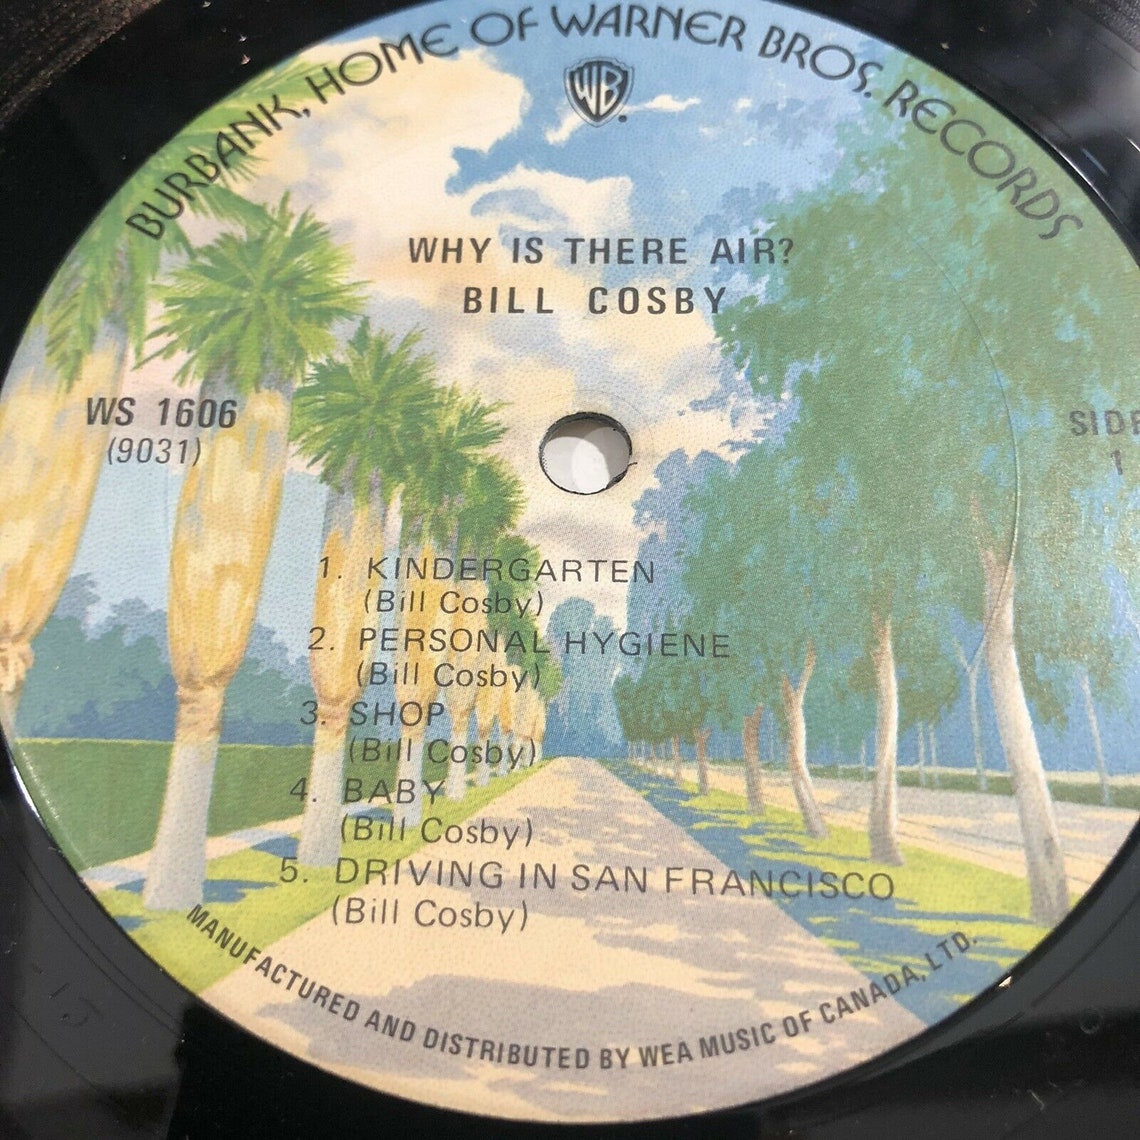 BURBANK, HOME OF WARNER BROS. RECORDS
WB
WHY IS THERE AIR?
BILL COSBY
WS 1606
(9031)
SIDE
1
1. KINDERGARTEN
(Bill Cosby)
2. PERSONAL HYGIENE
(Bill Cosby)
3. SHOP
(Bill Cosby)
4. BABY
(Bill Cosby)
5. DRIVING IN SAN FRANCISCO
(Bill Cosby)
MANUFACTURED AND DISTRIBUTED BY WEA MUSIC OF CANADA, LTD.